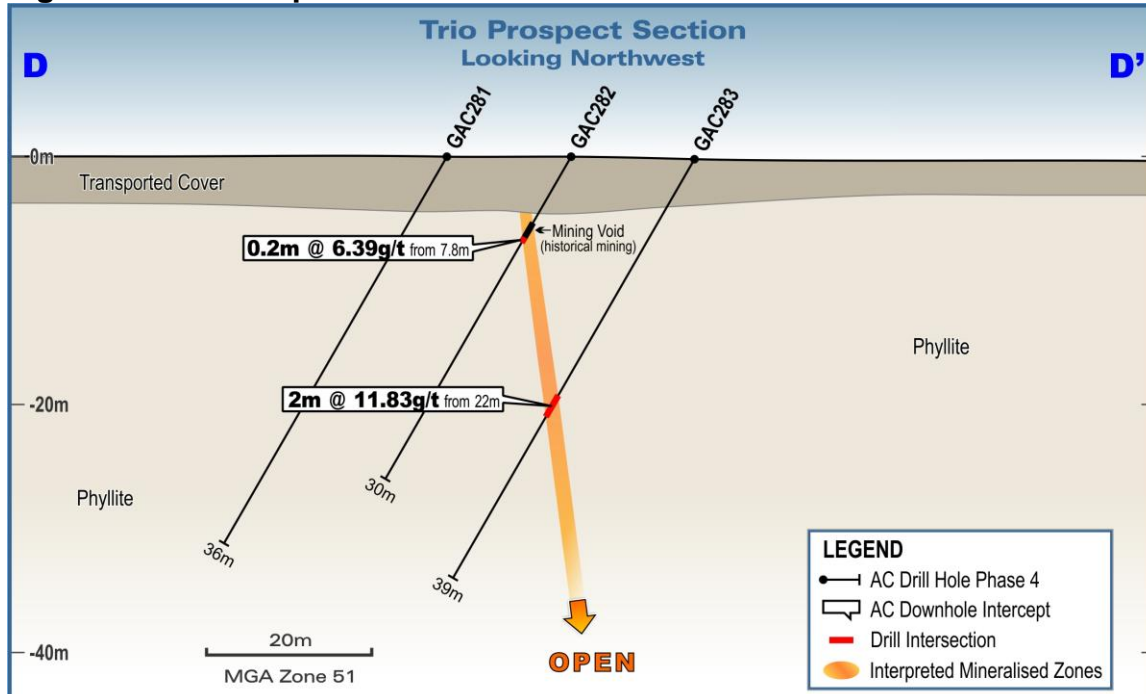 Trio Prospect Section
Looking Northwest
D
D'
GAC281
GAC282
GAC283
-0m
Transported Cover
Mining Void
(historical mining)
0.2m @ 6.39g/t from 7.8m
Phyllite
2m @ 11.83g/t from 22m
-20m
30m
Phyllite
36m
39m
20m
MGA Zone 51
-40m
OPEN
LEGEND
AC Drill Hole Phase 4
AC Downhole Intercept
Drill Intersection
Interpreted Mineralised Zones